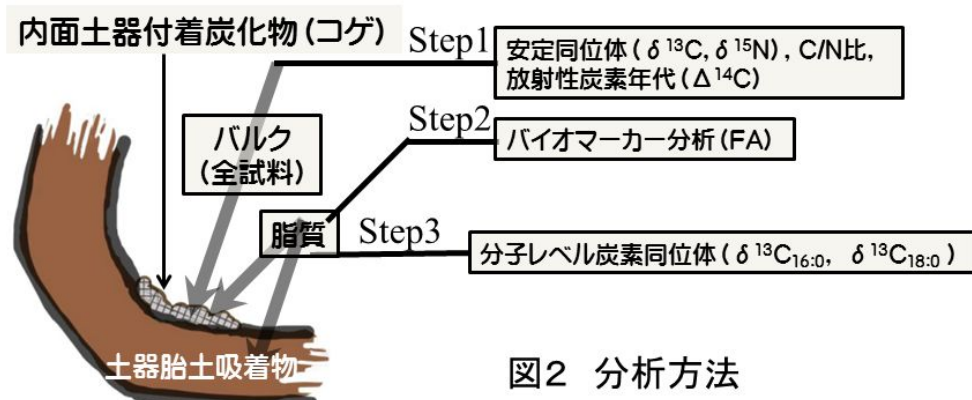 内面土器付着炭化物(コゲ)
Step1
安定同位体(δ¹³C, δ¹⁵N), C/N比,
放射性炭素年代(Δ¹⁴C)
Step2
バイオマーカー分析(FA)
バルク
(全試料)
脂質
Step3
分子レベル炭素同位体(δ¹³C₁₆:₀, δ¹³C₁₈:₀)
土器胎土吸着物
図2 分析方法